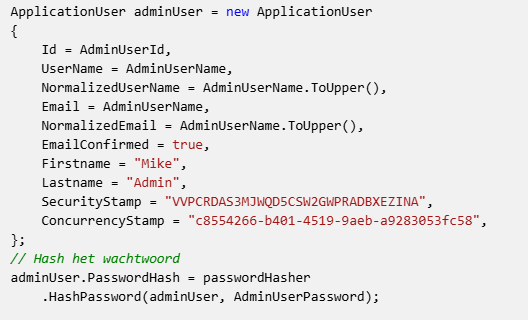 ApplicationUser adminUser = new ApplicationUser
{
    Id = AdminUserId,
    UserName = AdminUserName,
    NormalizedUserName = AdminUserName.ToUpper(),
    Email = AdminUserName,
    NormalizedEmail = AdminUserName.ToUpper(),
    EmailConfirmed = true,
    Firstname = "Mike",
    Lastname = "Admin",
    SecurityStamp = "VVPCRDAS3MJWQD5CSW2GWPRADBXEZINA",
    ConcurrencyStamp = "c8554266-b401-4519-9aeb-a9283053fc58",
};
// Hash het wachtwoord
adminUser.PasswordHash = passwordHasher
    .HashPassword(adminUser, AdminUserPassword);